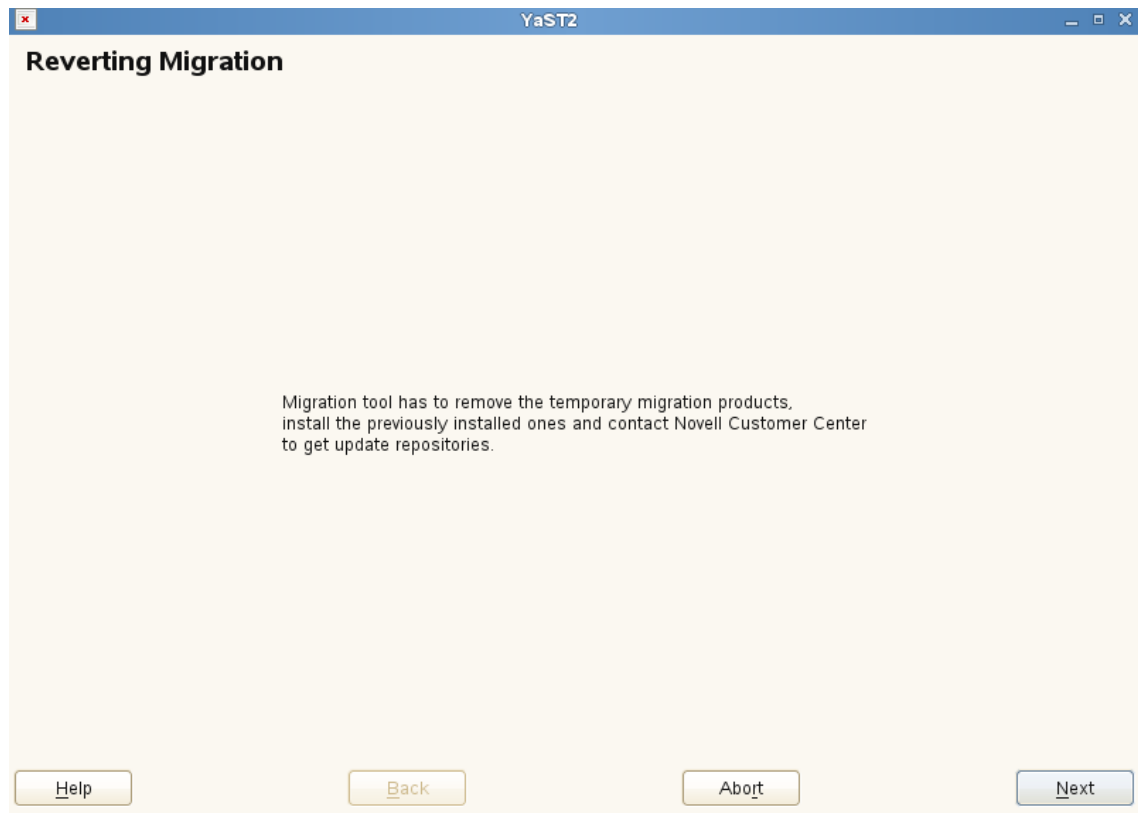 YaST2
Reverting Migration
Migration tool has to remove the temporary migration products,
install the previously installed ones and contact Novell Customer Center
to get update repositories.
Help
Back
Abort
Next